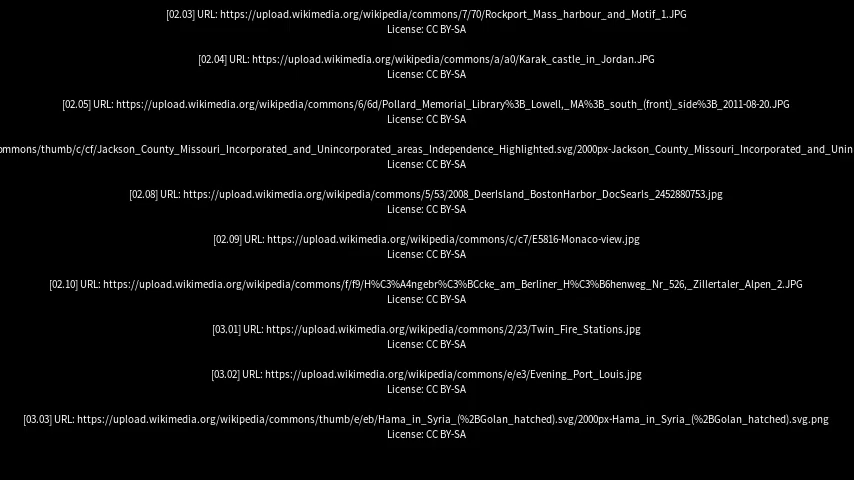 [02.03] URL: https://upload.wikimedia.org/wikipedia/commons/7/70/Rockport_Mass_harbour_and_Motif_1.JPG
License: CC BY-SA
[02.04] URL: https://upload.wikimedia.org/wikipedia/commons/a/a0/Karak_castle_in_Jordan.JPG
License: CC BY-SA
[02.05] URL: https://upload.wikimedia.org/wikipedia/commons/6/6d/Pollard_Memorial_Library%3B_Lowell,_MA%3B_south_(front)_side%3B_2011-08-20.JPG
License: CC BY-SA
ommons/thumb/c/cf/Jackson_County_Missouri_Incorporated_and_Unincorporated_areas_Independence_Highlighted.svg/2000px-Jackson_County_Missouri_Incorporated_and_Unin
License: CC BY-SA
[02.08] URL: https://upload.wikimedia.org/wikipedia/commons/5/53/2008_DeerIsland_BostonHarbor_DocSearls_2452880753.jpg
License: CC BY-SA
[02.09] URL: https://upload.wikimedia.org/wikipedia/commons/c/c7/E5816-Monaco-view.jpg
License: CC BY-SA
[02.10] URL: https://upload.wikimedia.org/wikipedia/commons/f/f9/H%C3%A4ngebr%C3%BCcke_am_Berliner_H%C3%B6henweg_Nr_526,_Zillertaler_Alpen_2.JPG
License: CC BY-SA
[03.01] URL: https://upload.wikimedia.org/wikipedia/commons/2/23/Twin_Fire_Stations.jpg
License: CC BY-SA
[03.02] URL: https://upload.wikimedia.org/wikipedia/commons/e/e3/Evening_Port_Louis.jpg
License: CC BY-SA
[03.03] URL: https://upload.wikimedia.org/wikipedia/commons/thumb/e/eb/Hama_in_Syria_(%2BGolan_hatched).svg/2000px-Hama_in_Syria_(%2BGolan_hatched).svg.png
License: CC BY-SA